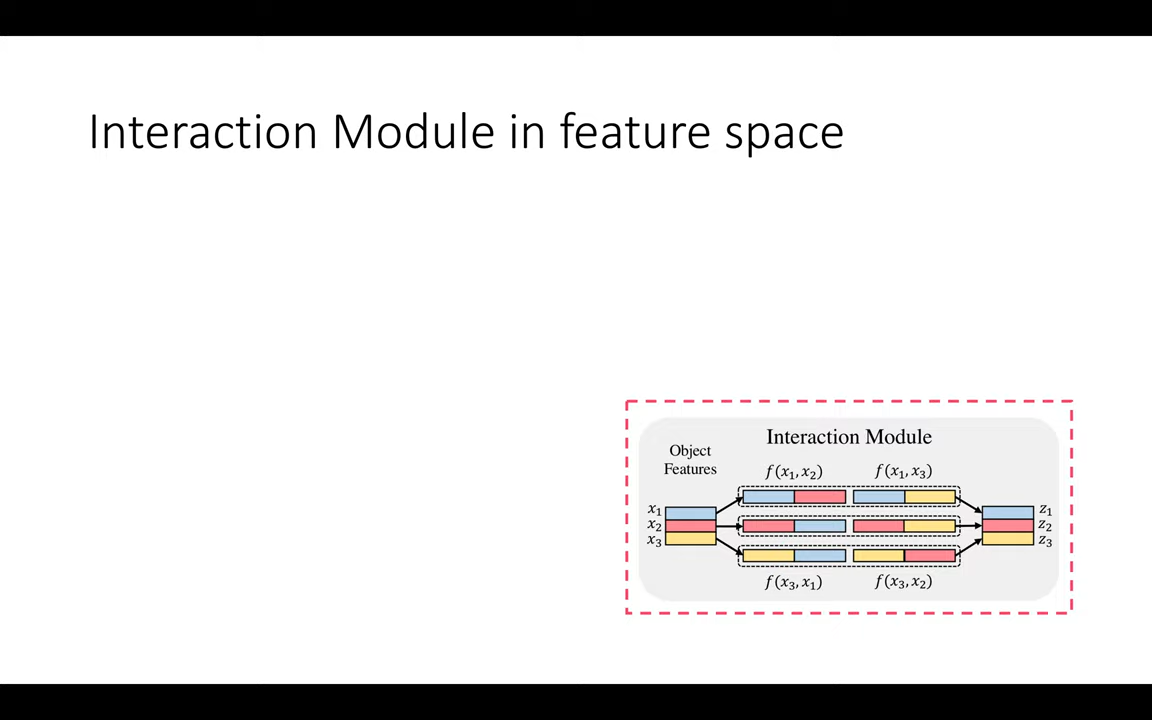 Interaction Module in feature space
Interaction Module
Object
Features
f(x₁,x₂) f(x₁,x₃)
x₁ z₁
x₂ z₂
x₃ z₃
f(x₃,x₁) f(x₃,x₂)